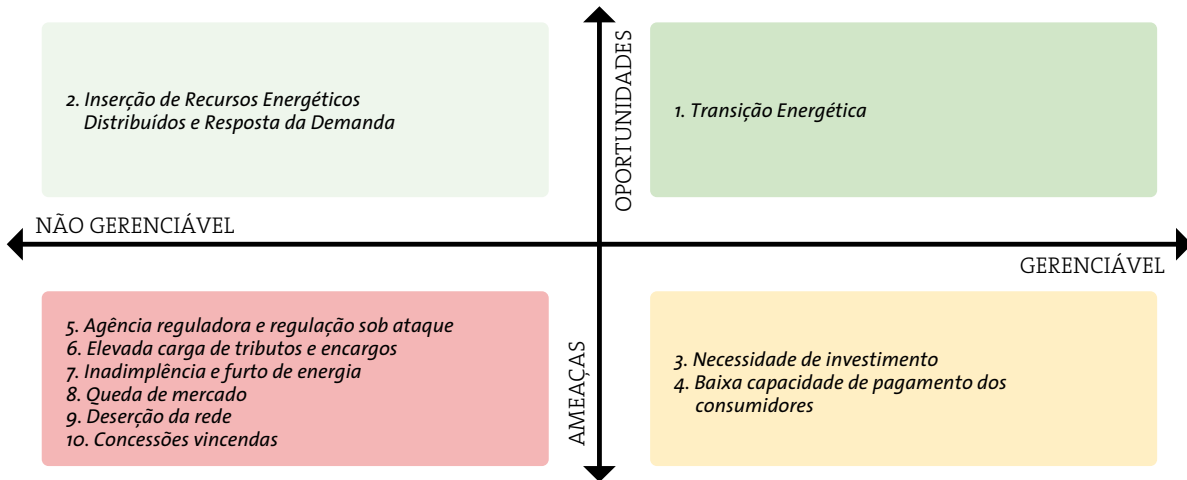 2. Inserção de Recursos Energéticos
Distribuídos e Resposta da Demanda
OPORTUNIDADES
1. Transição Energética
NÃO GERENCIÁVEL
GERENCIÁVEL
5. Agência reguladora e regulação sob ataque
6. Elevada carga de tributos e encargos
7. Inadimplência e furto de energia
8. Queda de mercado
9. Deserção da rede
10. Concessões vincendas
AMEAÇAS
3. Necessidade de investimento
4. Baixa capacidade de pagamento dos
consumidores